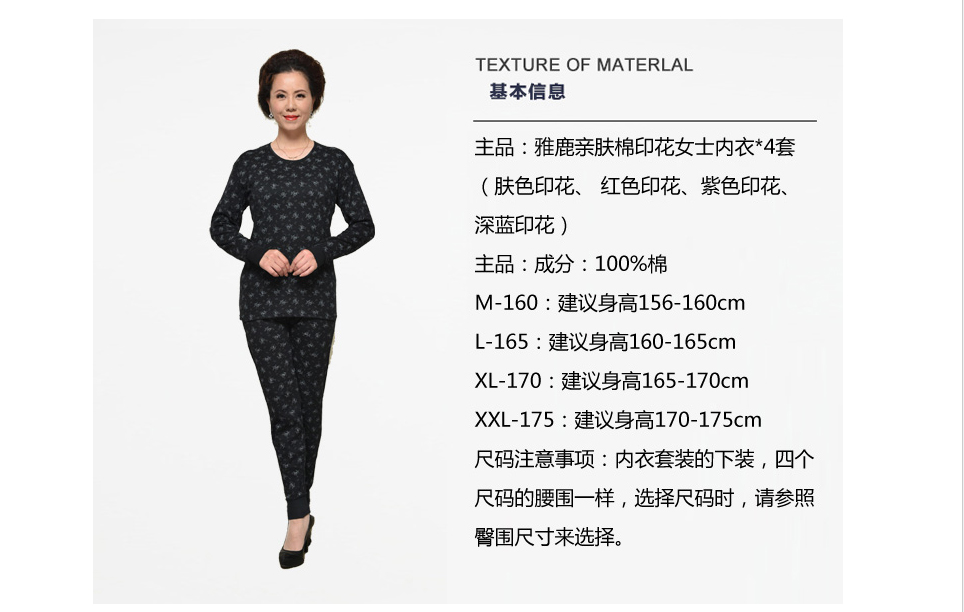 TEXTURE OF MATERLAL
基本信息
主品：雅鹿亲肤棉印花女士内衣*4套
（肤色印花、 红色印花、紫色印花、
深蓝印花）
主品：成分：100%棉
M-160：建议身高156-160cm
L-165：建议身高160-165cm
XL-170：建议身高165-170cm
XXL-175：建议身高170-175cm
尺码注意事项：内衣套装的下装，四个
尺码的腰围一样，选择尺码时，请参照
臀围尺寸来选择。